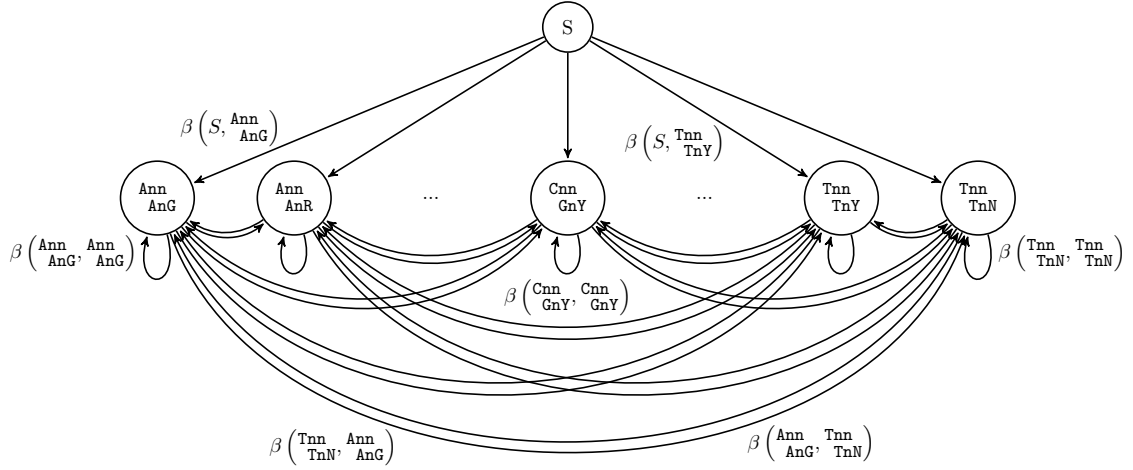 S
β(S, Ann AnG)
β(S, Tnn TnY)
Ann
AnG
Ann
AnR
...
Cnn
GnY
...
Tnn
TnY
Tnn
TnN
β(Ann AnG, Ann AnG)
β(Cnn GnY, Cnn GnY)
β(Tnn TnN, Tnn TnN)
β(Tnn TnN, Ann AnG)
β(Ann AnG, Tnn TnN)